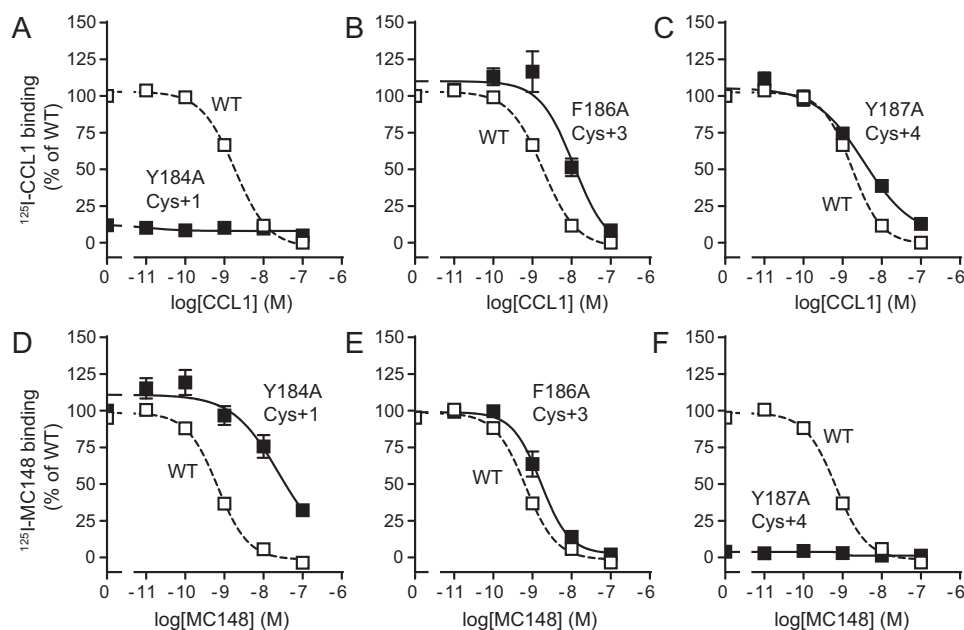 A
B
C
150
125
100
75
50
25
0
¹²⁵I-CCL1 binding
(% of WT)
WT
Y184A
Cys+1
0 -11 -10 -9 -8 -7 -6
log[CCL1] (M)
150
125
100
75
50
25
0
F186A
Cys+3
WT
0 -11 -10 -9 -8 -7 -6
log[CCL1] (M)
150
125
100
75
50
25
0
Y187A
Cys+4
WT
0 -11 -10 -9 -8 -7 -6
log[CCL1] (M)
D
E
F
150
125
100
75
50
25
0
¹²⁵I-MC148 binding
(% of WT)
Y184A
Cys+1
WT
0 -11 -10 -9 -8 -7 -6
log[MC148] (M)
150
125
100
75
50
25
0
F186A
Cys+3
WT
0 -11 -10 -9 -8 -7 -6
log[MC148] (M)
150
125
100
75
50
25
0
WT
Y187A
Cys+4
0 -11 -10 -9 -8 -7 -6
log[MC148] (M)